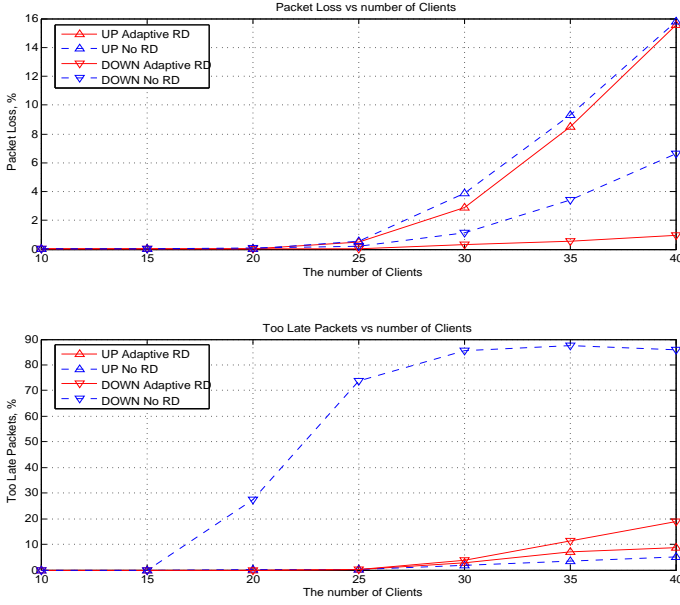 Packet Loss vs number of Clients
16
14
12
10
8
6
4
2
0
Packet Loss, %
UP Adaptive RD
UP No RD
DOWN Adaptive RD
DOWN No RD
10 15 20 25 30 35 40
The number of Clients
Too Late Packets vs number of Clients
90
80
70
60
50
40
30
20
10
0
Too Late Packets, %
UP Adaptive RD
UP No RD
DOWN Adaptive RD
DOWN No RD
10 15 20 25 30 35 40
The number of Clients